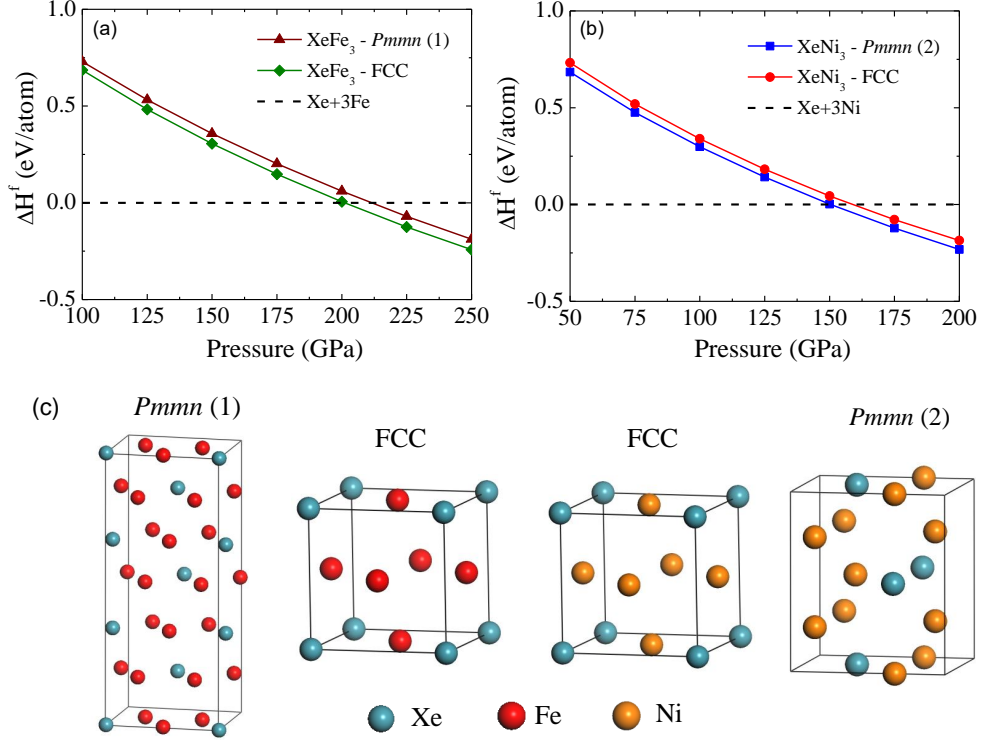 (a)
XeFe₃ - Pmmn (1)
XeFe₃ - FCC
Xe+3Fe
ΔHᶠ (eV/atom)
1.0
0.5
0.0
-0.5
100 125 150 175 200 225 250
Pressure (GPa)
(b)
XeNi₃ - Pmmn (2)
XeNi₃ - FCC
Xe+3Ni
ΔHᶠ (eV/atom)
1.0
0.5
0.0
-0.5
50 75 100 125 150 175 200
Pressure (GPa)
(c)
Pmmn (1)
FCC
FCC
Pmmn (2)
Xe Fe Ni